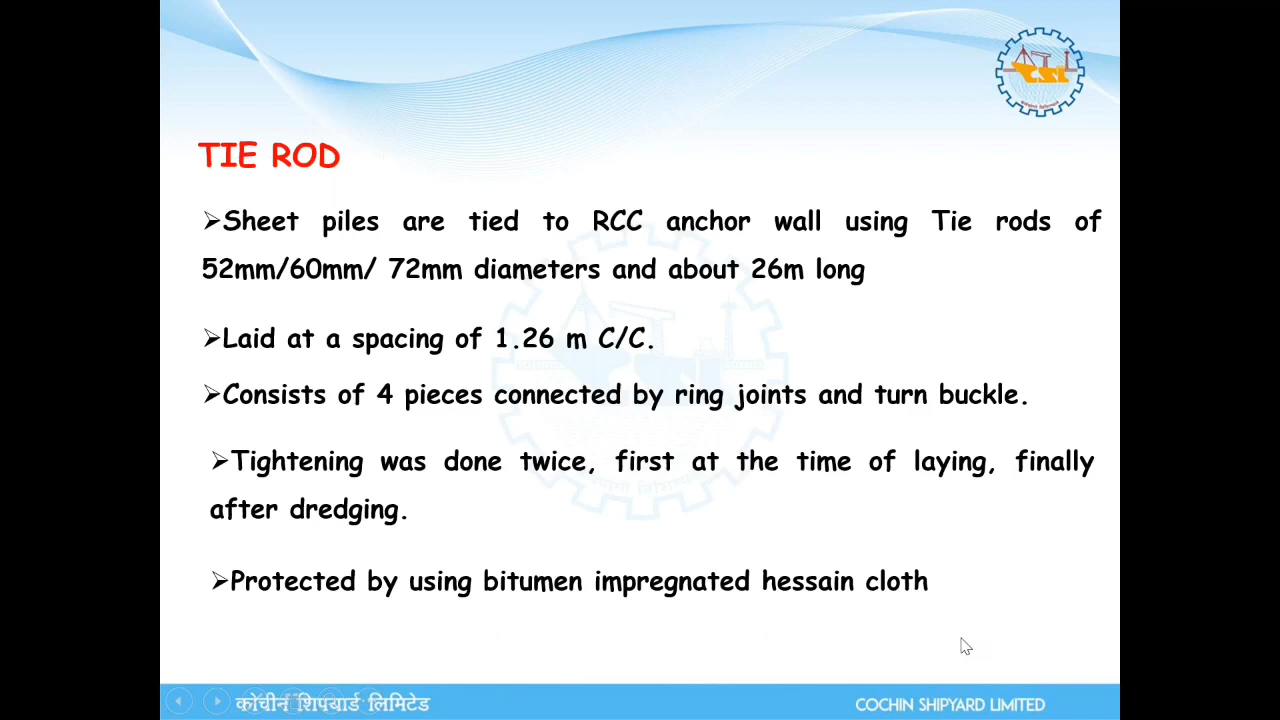 CSL
TIE ROD
➢Sheet piles are tied to RCC anchor wall using Tie rods of
52mm/60mm/ 72mm diameters and about 26m long
➢Laid at a spacing of 1.26 m C/C.
➢Consists of 4 pieces connected by ring joints and turn buckle.
➢Tightening was done twice, first at the time of laying, finally
after dredging.
➢Protected by using bitumen impregnated hessain cloth
कोचीन शिपयार्ड लिमिटेड
COCHIN SHIPYARD LIMITED